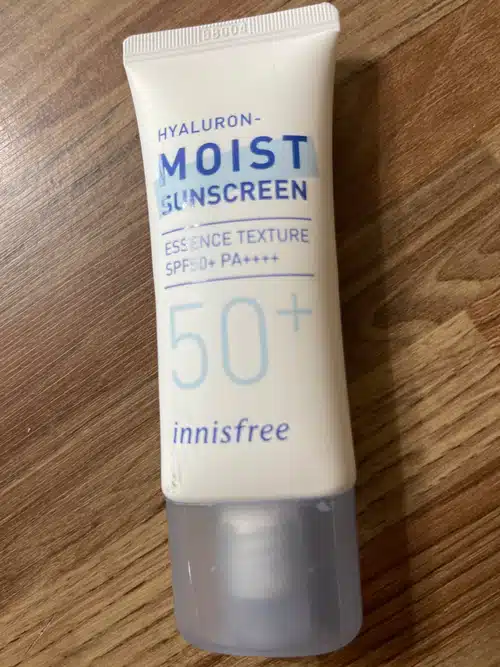 HYALURON-
MOIST
SUNSCREEN
ESSENCE TEXTURE
SPF50+ PA++++
50+
innisfree